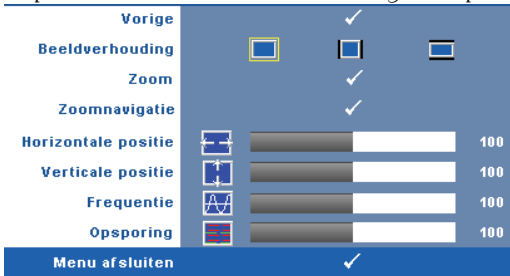 Vorige
Beeldverhouding
Zoom
Zoomnavigatie
Horizontale positie 100
Verticale positie 100
Frequentie 100
Opsporing 100
Menu afsluiten